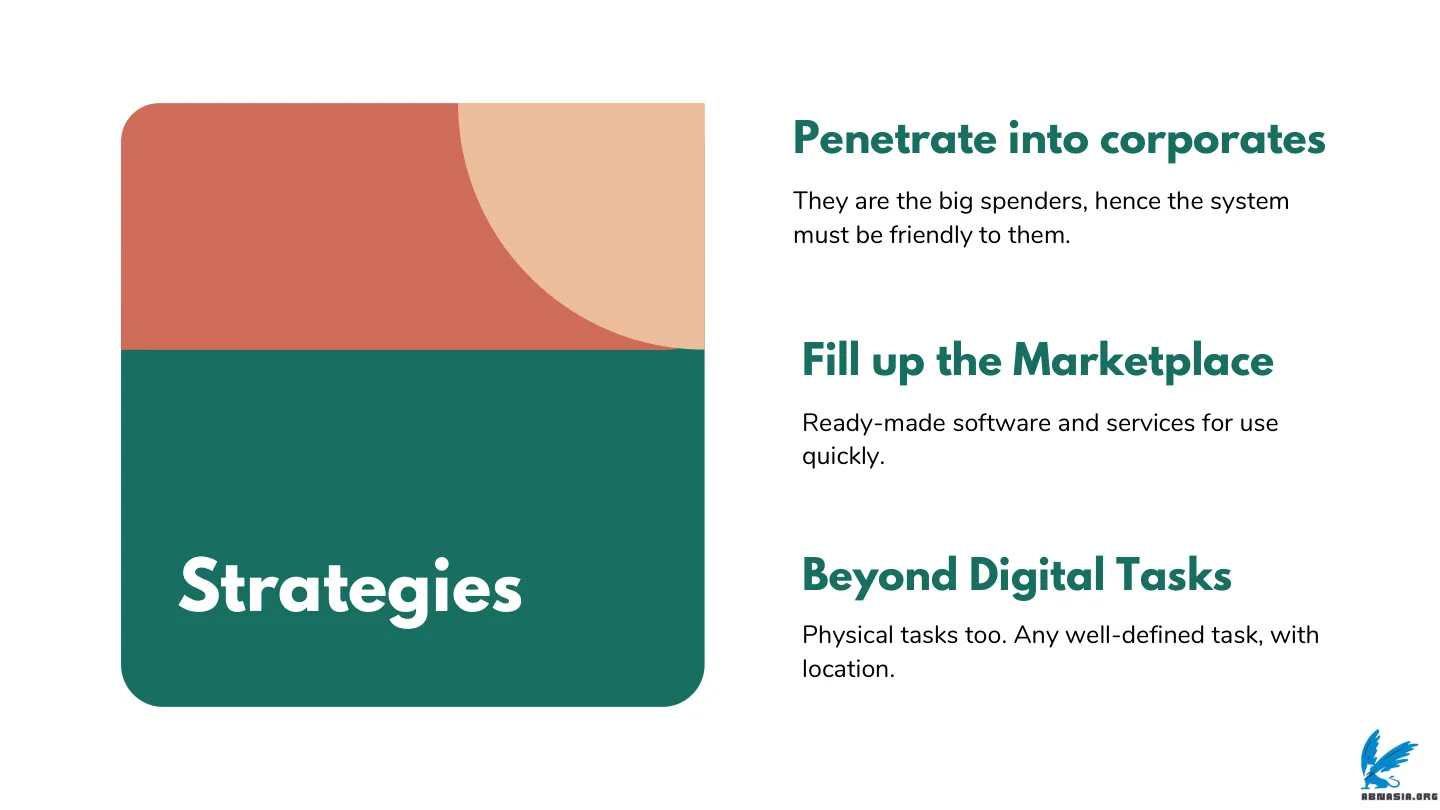 Strategies
Penetrate into corporates
They are the big spenders, hence the system
must be friendly to them.
Fill up the Marketplace
Ready-made software and services for use
quickly.
Beyond Digital Tasks
Physical tasks too. Any well-defined task, with
location.
ABNASIA.ORG